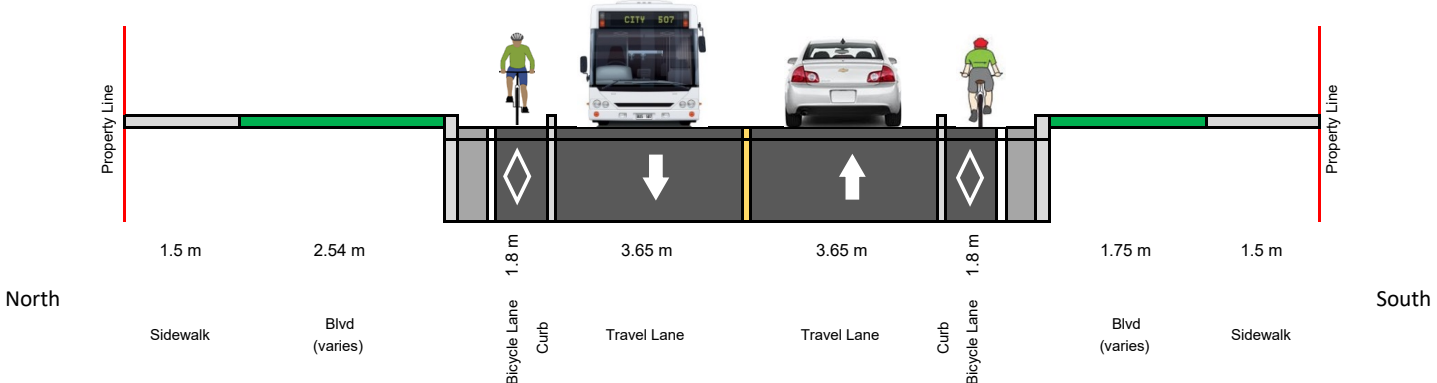 CITY 507
Property Line
Property Line
1.5 m
2.54 m
1.8 m
3.65 m
3.65 m
1.8 m
1.75 m
1.5 m
North
South
Sidewalk
Blvd
(varies)
Bicycle Lane
Curb
Travel Lane
Travel Lane
Curb
Bicycle Lane
Blvd
(varies)
Sidewalk